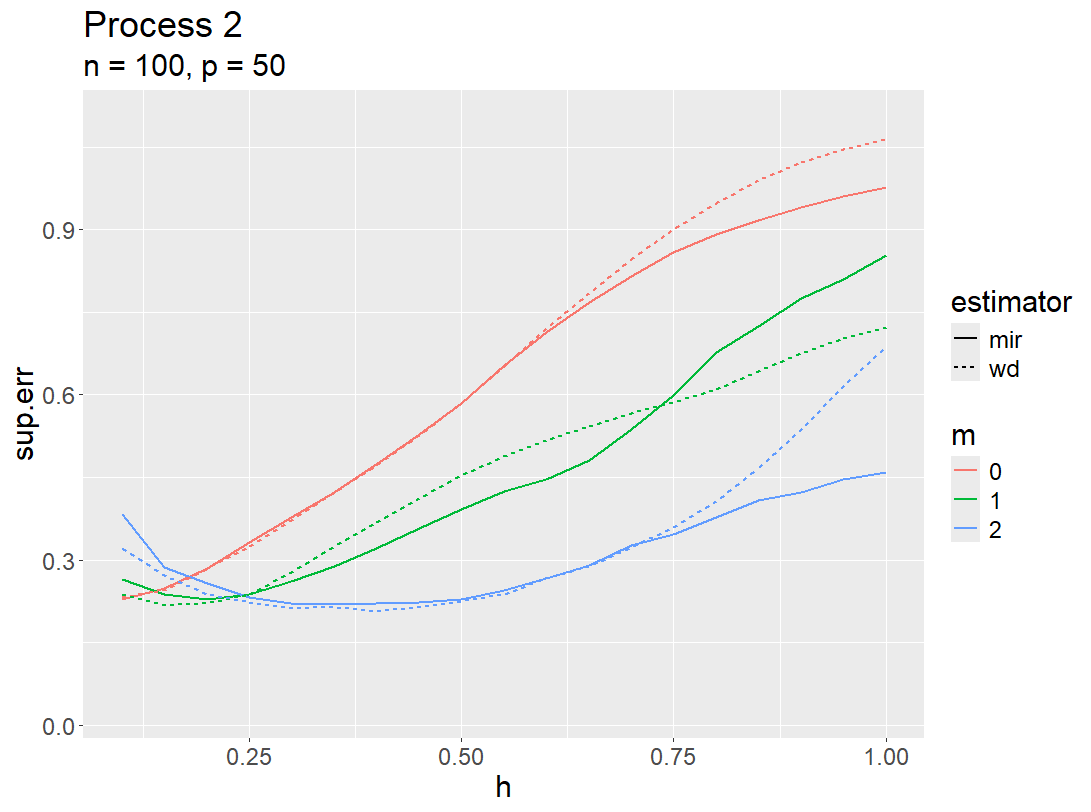 Process 2
n = 100, p = 50
sup.err
0.9
0.6
0.3
0.0
0.25 0.50 0.75 1.00
h
estimator
mir
wd
m
0
1
2